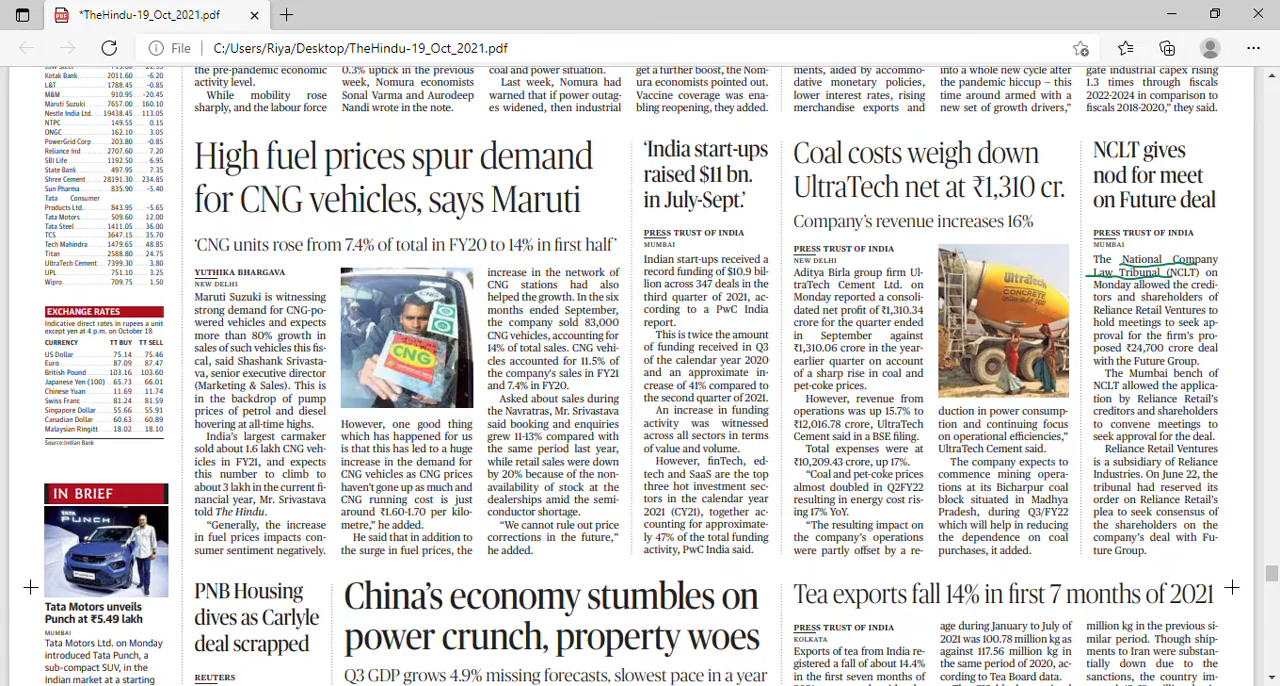 *TheHindu-19_Oct_2021.pdf
File C:/Users/Riya/Desktop/TheHindu-19_Oct_2021.pdf
Kotak Bank 2011.60 -6.20
L&T 1788.45 -0.85
M&M 910.95 -20.45
Maruti Suzuki 7657.00 160.10
Nestle India Ltd. 19438.45 113.05
NTPC 149.55 0.15
ONGC 162.10 3.05
PowerGrid Corp 203.80 -0.85
Reliance Ind 2707.60 7.20
SBI Life 1192.50 6.95
State Bank 497.95 7.35
Shree Cement 28191.30 234.85
Sun Pharma 835.90 -5.40
Tata Consumer
Products Ltd. 843.95 -5.65
Tata Motors 509.60 12.00
Tata Steel 1411.05 36.00
TCS 3647.15 35.70
Tech Mahindra 1479.65 48.85
Titan 2588.80 24.75
UltraTech Cement 7399.30 3.80
UPL 751.10 3.25
Wipro 709.75 1.50
EXCHANGE RATES
Indicative direct rates in rupees a unit
except yen at 4 p.m. on October 18
CURRENCY TT BUY TT SELL
US Dollar 75.14 75.46
Euro 87.09 87.47
British Pound 103.16 103.60
Japanese Yen (100) 65.73 66.01
Chinese Yuan 11.69 11.74
Swiss Franc 81.24 81.59
Singapore Dollar 55.66 55.91
Canadian Dollar 60.63 60.89
Malaysian Ringitt 18.02 18.10
Source:Indian Bank
IN BRIEF
TATA
PUNCH
Tata Motors unveils
Punch at ₹5.49 lakh
MUMBAI
Tata Motors Ltd. on Monday
introduced Tata Punch, a
sub-compact SUV, in the
Indian market at a starting
the pre-pandemic economic
activity level.
While mobility rose
sharply, and the labour force
0.3% uptick in the previous
week, Nomura economists
Sonal Varma and Aurodeep
Nandi wrote in the note.
coal and power situation.
Last week, Nomura had
warned that if power outag-
es widened, then industrial
get a further boost, the Nom-
ura economists pointed out.
Vaccine coverage was ena-
bling reopening, they added.
ments, aided by accommo-
dative monetary policies,
lower interest rates, rising
merchandise exports and
into a whole new cycle after
the pandemic hiccup – this
time around armed with a
new set of growth drivers,"
gate industrial capex rising
1.3 times through fiscals
2022-2024 in comparison to
fiscals 2018-2020," they said.
High fuel prices spur demand
for CNG vehicles, says Maruti
‘CNG units rose from 7.4% of total in FY20 to 14% in first half’
YUTHIKA BHARGAVA
NEW DELHI
Maruti Suzuki is witnessing
strong demand for CNG-po-
wered vehicles and expects
more than 80% growth in
sales of such vehicles this fis-
cal, said Shashank Srivasta-
va, senior executive director
(Marketing & Sales). This is
in the backdrop of pump
prices of petrol and diesel
hovering at all-time highs.
India's largest carmaker
sold about 1.6 lakh CNG veh-
icles in FY21, and expects
this number to climb to
about 3 lakh in the current fi-
nancial year, Mr. Srivastava
told The Hindu.
"Generally, the increase
in fuel prices impacts con-
sumer sentiment negatively.
CNG
CNG
However, one good thing
which has happened for us
is that this has led to a huge
increase in the demand for
CNG vehicles as CNG prices
haven't gone up as much and
CNG running cost is just
around ₹1.60-1.70 per kilo-
metre," he added.
He said that in addition to
the surge in fuel prices, the
increase in the network of
CNG stations had also
helped the growth. In the six
months ended September,
the company sold 83,000
CNG vehicles, accounting for
14% of total sales. CNG vehi-
cles accounted for 11.5% of
the company's sales in FY21
and 7.4% in FY20.
Asked about sales during
the Navratras, Mr. Srivastava
said booking and enquiries
grew 11-13% compared with
the same period last year,
while retail sales were down
by 20% because of the non-
availability of stock at the
dealerships amid the semi-
conductor shortage.
"We cannot rule out price
corrections in the future,"
he added.
‘India start-ups
raised $11 bn.
in July-Sept.’
PRESS TRUST OF INDIA
MUMBAI
Indian start-ups received a
record funding of $10.9 bil-
lion across 347 deals in the
third quarter of 2021, ac-
cording to a PwC India
report.
This is twice the amount
of funding received in Q3
of the calendar year 2020
and an approximate in-
crease of 41% compared to
the second quarter of 2021.
An increase in funding
activity was witnessed
across all sectors in terms
of value and volume.
However, finTech, ed-
tech and SaaS are the top
three hot investment sec-
tors in the calendar year
2021 (CY21), together ac-
counting for approximate-
ly 47% of the total funding
activity, PwC India said.
Coal costs weigh down
UltraTech net at ₹1,310 cr.
Company's revenue increases 16%
PRESS TRUST OF INDIA
NEW DELHI
Aditya Birla group firm Ul-
traTech Cement Ltd. on
Monday reported a consoli-
dated net profit of ₹1,310.34
crore for the quarter ended
in September against
₹1,310.06 crore in the year-
earlier quarter on account
of a sharp rise in coal and
pet-coke prices.
However, revenue from
operations was up 15.7% to
₹12,016.78 crore, UltraTech
Cement said in a BSE filing.
Total expenses were at
₹10,209.43 crore, up 17%.
"Coal and pet-coke prices
almost doubled in Q2FY22
resulting in energy cost ris-
ing 17% YoY.
"The resulting impact on
the company's operations
were partly offset by a re-
UltraTech
CONCRETE
duction in power consump-
tion and continuing focus
on operational efficiencies,"
UltraTech Cement said.
The company expects to
commence mining opera-
tions at its Bicharpur coal
block situated in Madhya
Pradesh, during Q3/FY22
which will help in reducing
the dependence on coal
purchases, it added.
NCLT gives
nod for meet
on Future deal
PRESS TRUST OF INDIA
MUMBAI
The National Company
Law Tribunal (NCLT) on
Monday allowed the credi-
tors and shareholders of
Reliance Retail Ventures to
hold meetings to seek ap-
proval for the firm's pro-
posed ₹24,700 crore deal
with the Future Group.
The Mumbai bench of
NCLT allowed the applica-
tion by Reliance Retail's
creditors and shareholders
to convene meetings to
seek approval for the deal.
Reliance Retail Ventures
is a subsidiary of Reliance
Industries. On June 22, the
tribunal had reserved its
order on Reliance Retail's
plea to seek consensus of
the shareholders on the
company's deal with Fu-
ture Group.
PNB Housing
dives as Carlyle
deal scrapped
REUTERS
China's economy stumbles on
power crunch, property woes
Q3 GDP grows 4.9% missing forecasts, slowest pace in a year
Tea exports fall 14% in first 7 months of 2021
PRESS TRUST OF INDIA
KOLKATA
Exports of tea from India re-
gistered a fall of about 14.4%
in the first seven months of
age during January to July of
2021 was 100.78 million kg as
against 117.56 million kg in
the same period of 2020, ac-
cording to Tea Board data.
million kg in the previous si-
milar period. Though ship-
ments to Iran were substan-
tially down due to the
sanctions, the country im-